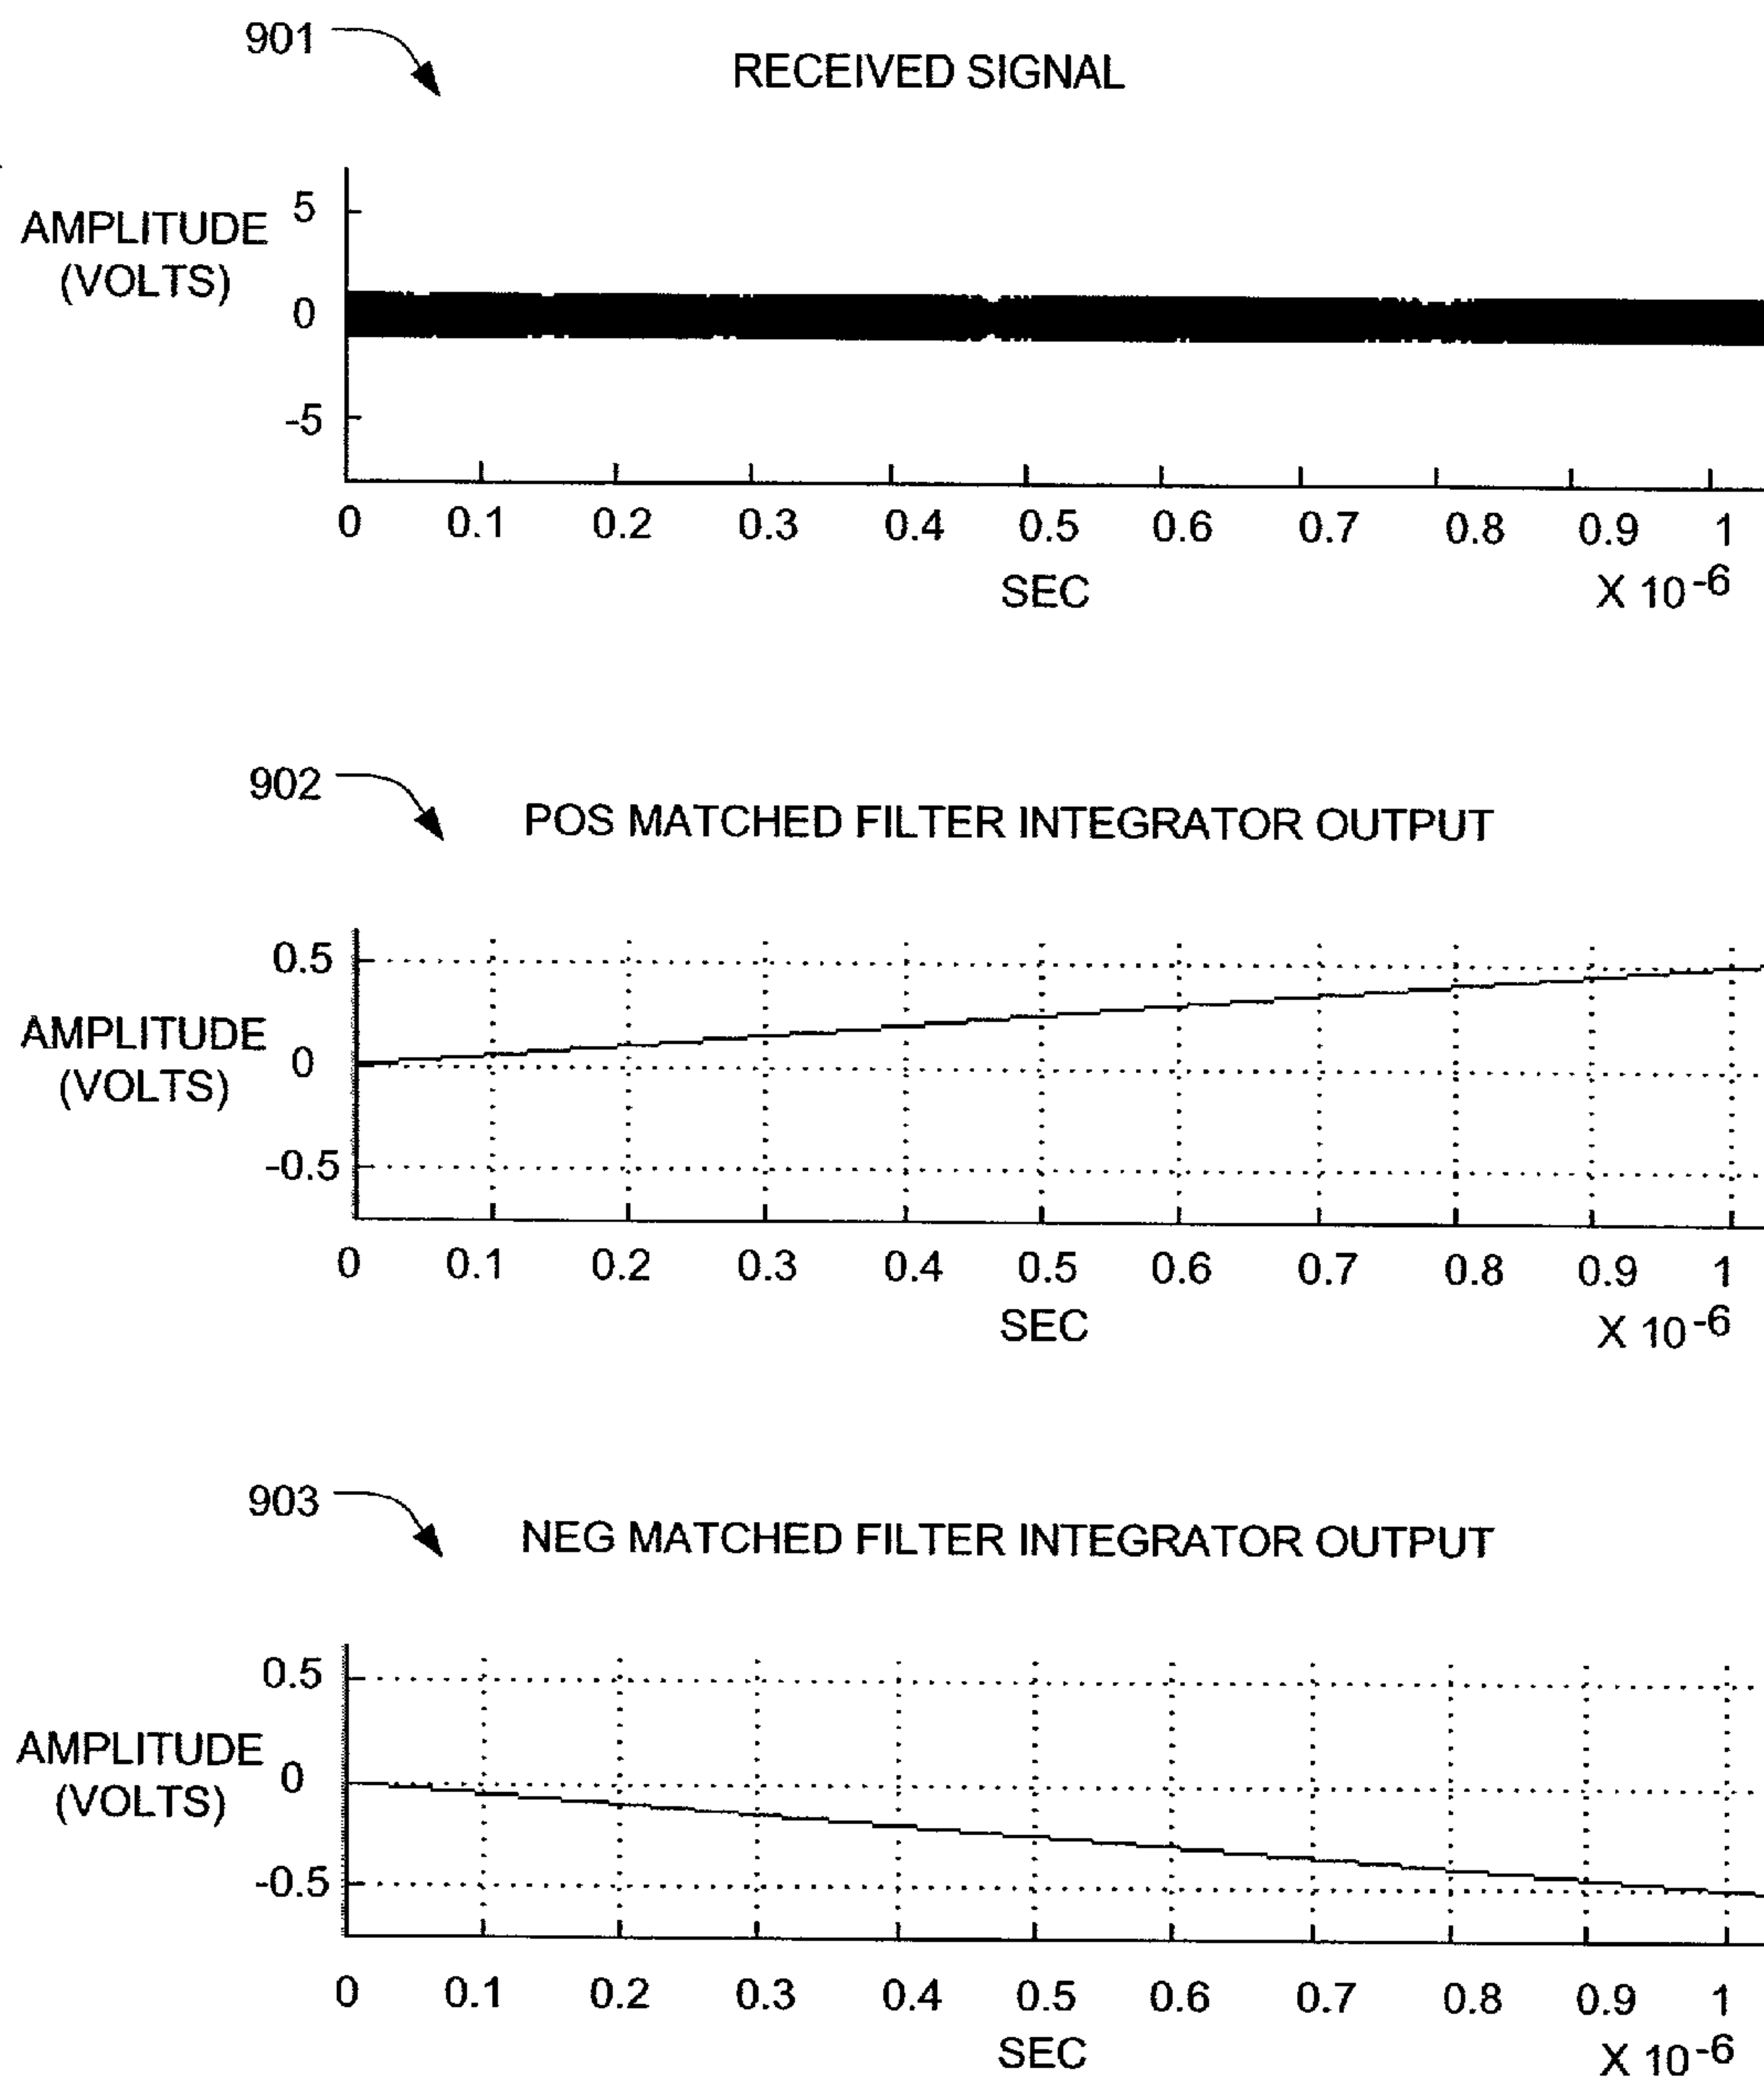 901
RECEIVED SIGNAL
AMPLITUDE
(VOLTS)
5
0
-5
0 0.1 0.2 0.3 0.4 0.5 0.6 0.7 0.8 0.9 1
SEC
X 10-6
902
POS MATCHED FILTER INTEGRATOR OUTPUT
AMPLITUDE
(VOLTS)
0.5
0
-0.5
0 0.1 0.2 0.3 0.4 0.5 0.6 0.7 0.8 0.9 1
SEC
X 10-6
903
NEG MATCHED FILTER INTEGRATOR OUTPUT
AMPLITUDE
(VOLTS)
0.5
0
-0.5
0 0.1 0.2 0.3 0.4 0.5 0.6 0.7 0.8 0.9 1
SEC
X 10-6